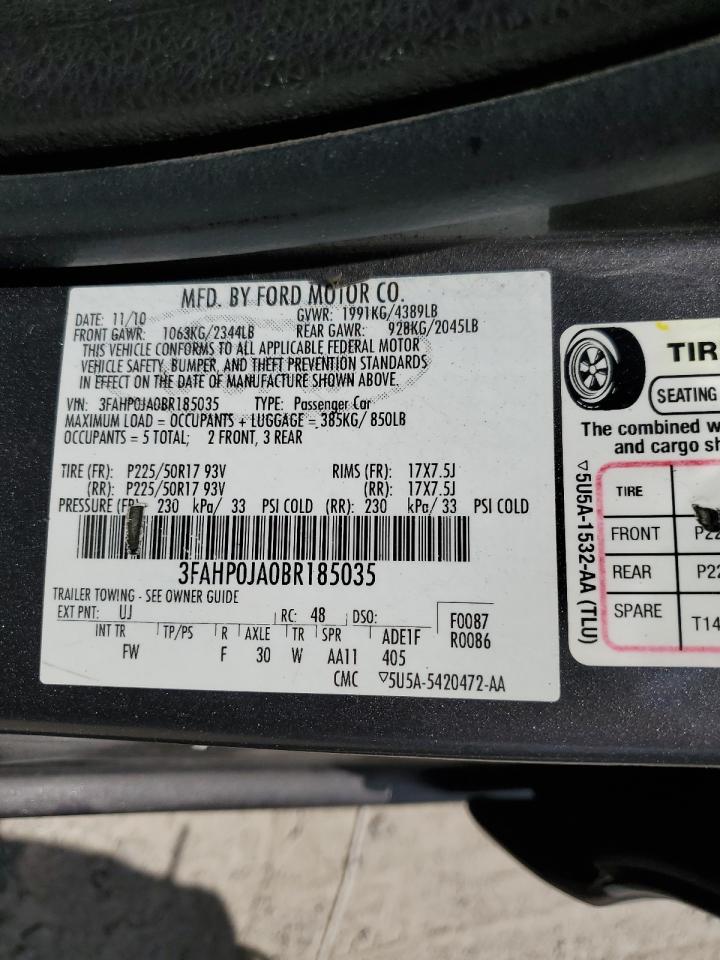 MFD. BY FORD MOTOR CO.
DATE: 11/10 GVWR: 1991KG/4389LB
FRONT GAWR: 1063KG/2344LB REAR GAWR: 928KG/2045LB
THIS VEHICLE CONFORMS TO ALL APPLICABLE FEDERAL MOTOR
VEHICLE SAFETY, BUMPER, AND THEFT PREVENTION STANDARDS
IN EFFECT ON THE DATE OF MANUFACTURE SHOWN ABOVE.
VIN: 3FAHP0JA0BR185035 TYPE: Passenger Car
MAXIMUM LOAD = OCCUPANTS + LUGGAGE = 385KG/ 850LB
OCCUPANTS = 5 TOTAL; 2 FRONT, 3 REAR
TIRE (FR): P225/50R17 93V RIMS (FR): 17X7.5J
(RR): P225/50R17 93V (RR): 17X7.5J
PRESSURE (FR): 230 kPa/ 33 PSI COLD (RR): 230 kPa/ 33 PSI COLD
3FAHP0JA0BR185035
TRAILER TOWING - SEE OWNER GUIDE
EXT PNT: UJ RC: 48 DSO: F0087
R0086
INT TR TP/PS R AXLE TR SPR ADE1F
FW F 30 W AA11 405
CMC ▽5U5A-5420472-AA
TIR
SEATING
The combined w
and cargo sh
TIRE
FRONT P22
REAR P22
SPARE T14
▽5U5A-1532-AA (TLU)